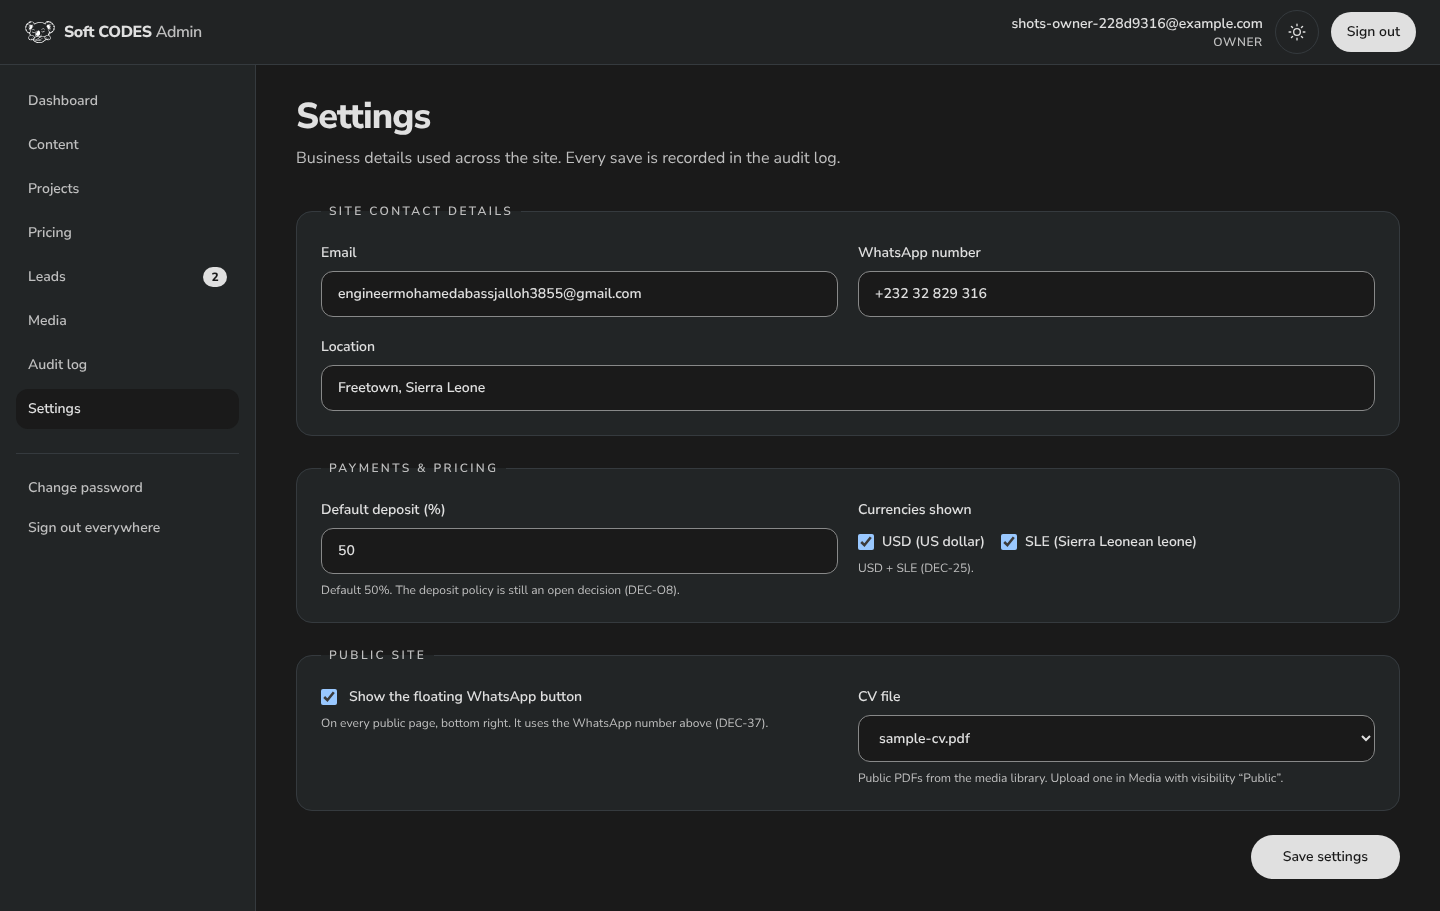 Soft CODES Admin
shots-owner-228d9316@example.com
OWNER
Sign out
Dashboard
Content
Projects
Pricing
Leads 2
Media
Audit log
Settings
Change password
Sign out everywhere
Settings
Business details used across the site. Every save is recorded in the audit log.
SITE CONTACT DETAILS
Email
engineermohamedabassjalloh3855@gmail.com
WhatsApp number
+232 32 829 316
Location
Freetown, Sierra Leone
PAYMENTS & PRICING
Default deposit (%)
50
Default 50%. The deposit policy is still an open decision (DEC-O8).
Currencies shown
USD (US dollar) SLE (Sierra Leonean leone)
USD + SLE (DEC-25).
PUBLIC SITE
Show the floating WhatsApp button
On every public page, bottom right. It uses the WhatsApp number above (DEC-37).
CV file
sample-cv.pdf
Public PDFs from the media library. Upload one in Media with visibility “Public”.
Save settings